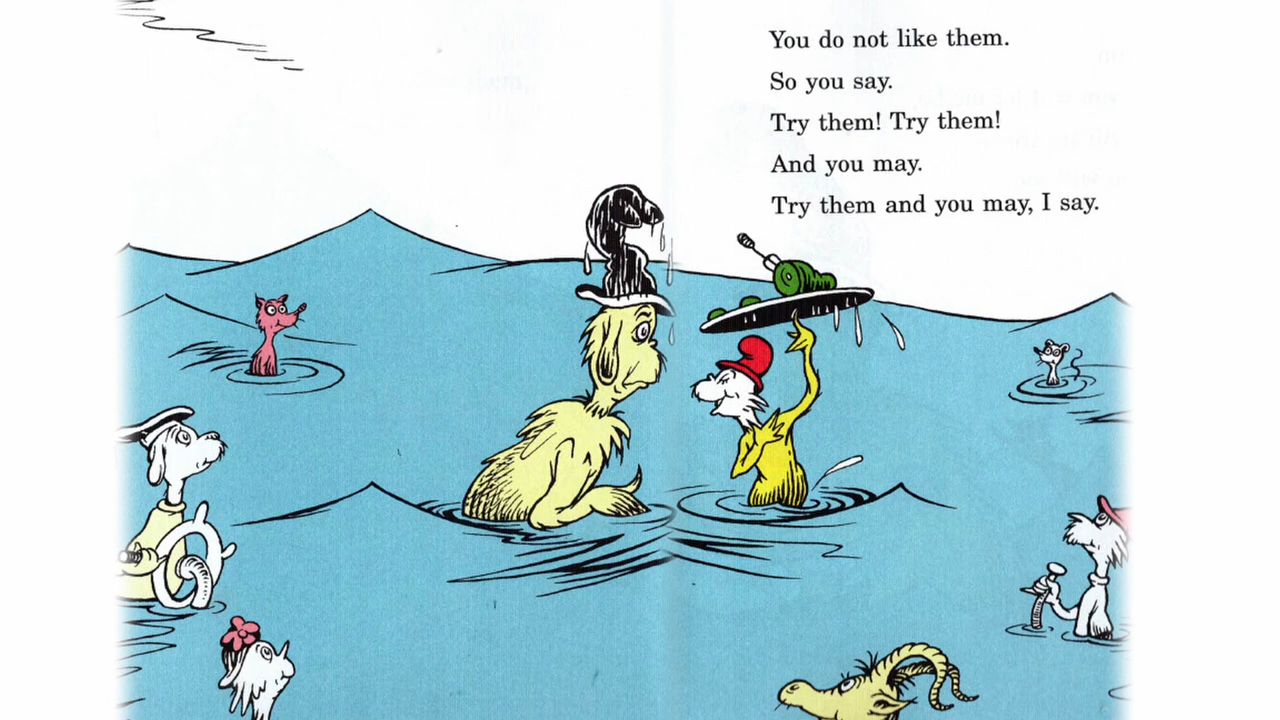 You do not like them.
So you say.
Try them! Try them!
And you may.
Try them and you may, I say.